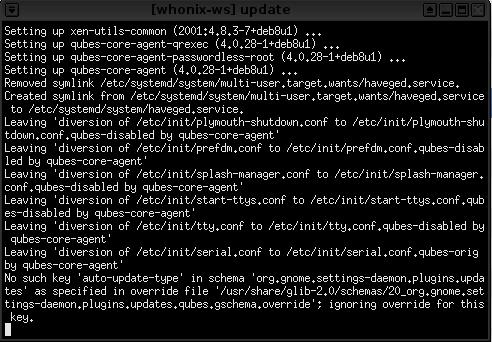 [whonix-ws] update
Setting up xen-utils-common (2001:4.8.3-7+deb8u1) ...
Setting up qubes-core-agent-qrexec (4.0.28-1+deb8u1) ...
Setting up qubes-core-agent-passwordless-root (4.0.28-1+deb8u1) ...
Setting up qubes-core-agent (4.0.28-1+deb8u1) ...
Removed symlink /etc/systemd/system/multi-user.target.wants/haveged.service.
Created symlink from /etc/systemd/system/multi-user.target.wants/haveged.service
 to /etc/systemd/system/haveged.service.
Leaving 'diversion of /etc/init/plymouth-shutdown.conf to /etc/init/plymouth-shu
tdown.conf.qubes-disabled by qubes-core-agent'
Leaving 'diversion of /etc/init/prefdm.conf to /etc/init/prefdm.conf.qubes-disab
led by qubes-core-agent'
Leaving 'diversion of /etc/init/splash-manager.conf to /etc/init/splash-manager.
conf.qubes-disabled by qubes-core-agent'
Leaving 'diversion of /etc/init/start-ttys.conf to /etc/init/start-ttys.conf.qub
es-disabled by qubes-core-agent'
Leaving 'diversion of /etc/init/tty.conf to /etc/init/tty.conf.qubes-disabled by
 qubes-core-agent'
Leaving 'diversion of /etc/init/serial.conf to /etc/init/serial.conf.qubes-orig
by qubes-core-agent'
No such key 'auto-update-type' in schema 'org.gnome.settings-daemon.plugins.upda
tes' as specified in override file '/usr/share/glib-2.0/schemas/20_org.gnome.set
tings-daemon.plugins.updates.qubes.gschema.override'; ignoring override for this
 key.